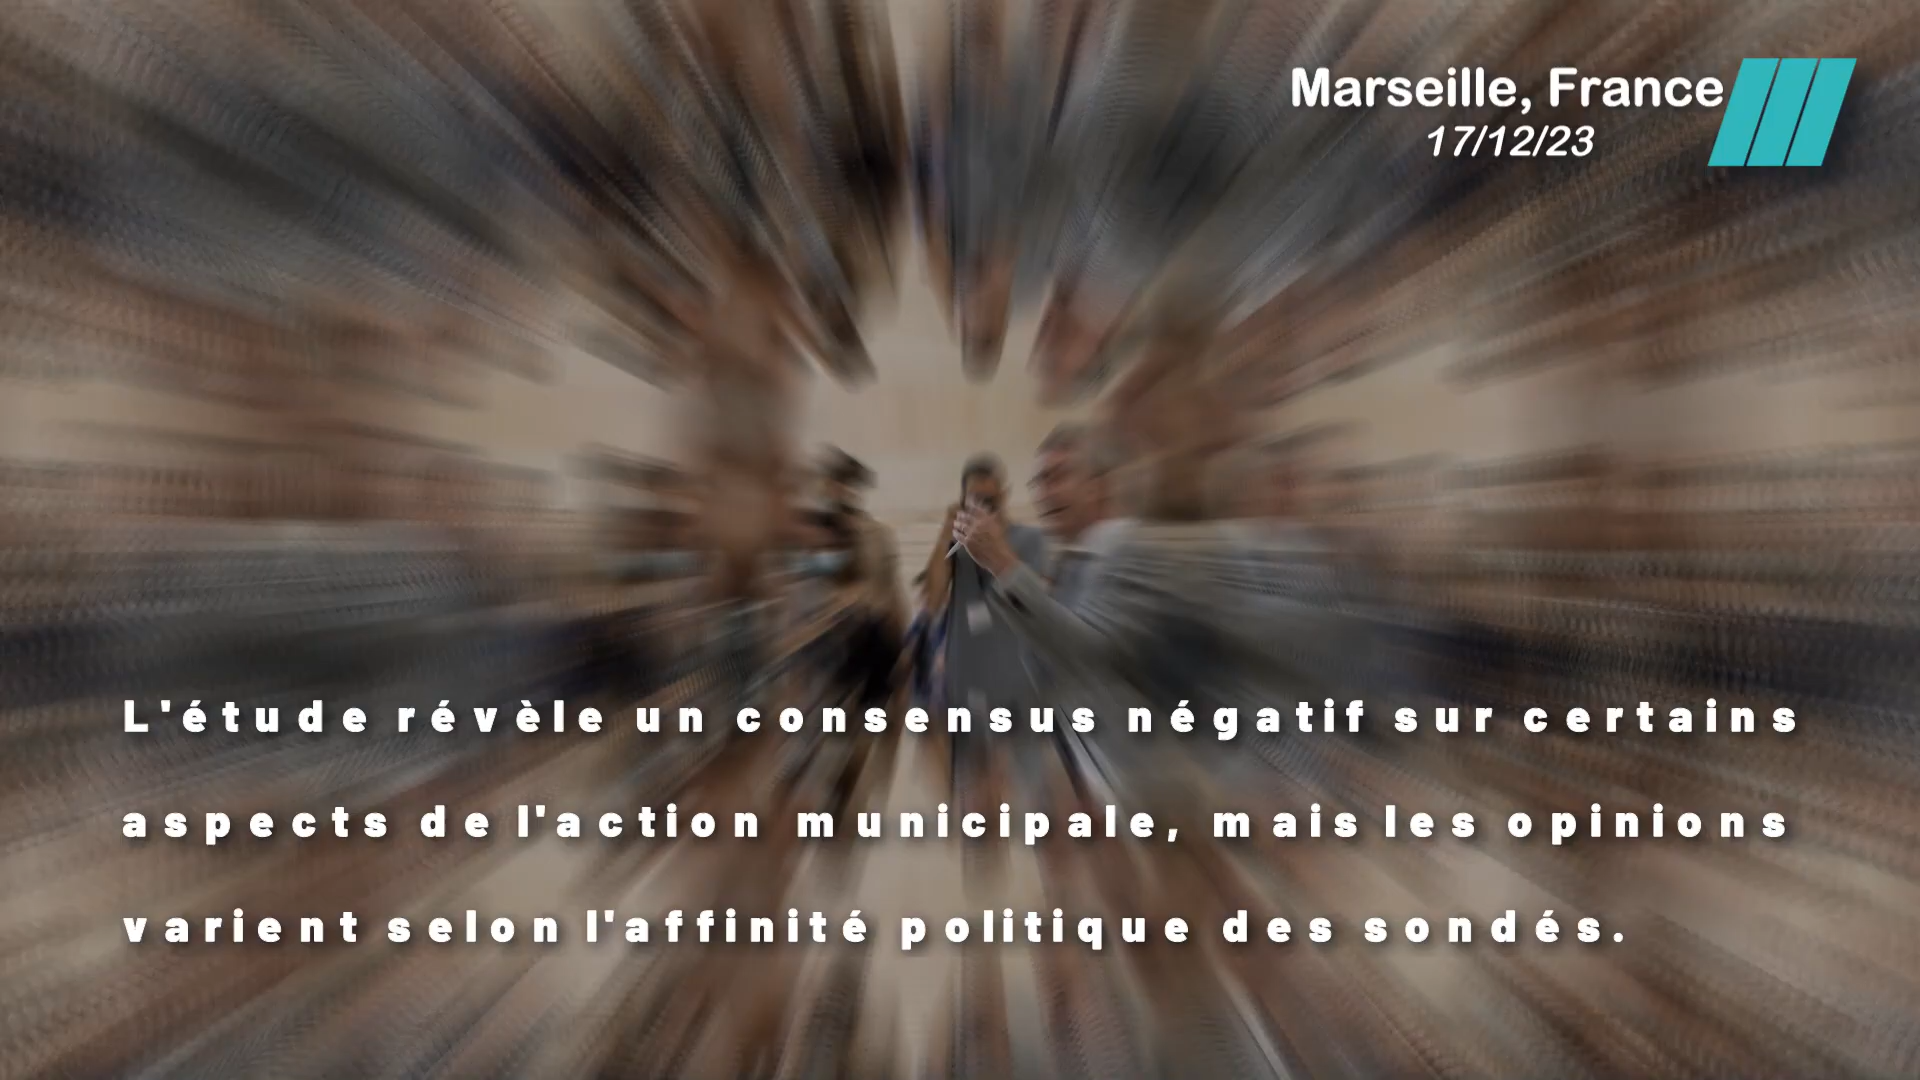 Marseille, France
17/12/23
L'étude révèle un consensus négatif sur certains
aspects de l'action municipale, mais les opinions
varient selon l'affinité politique des sondés.